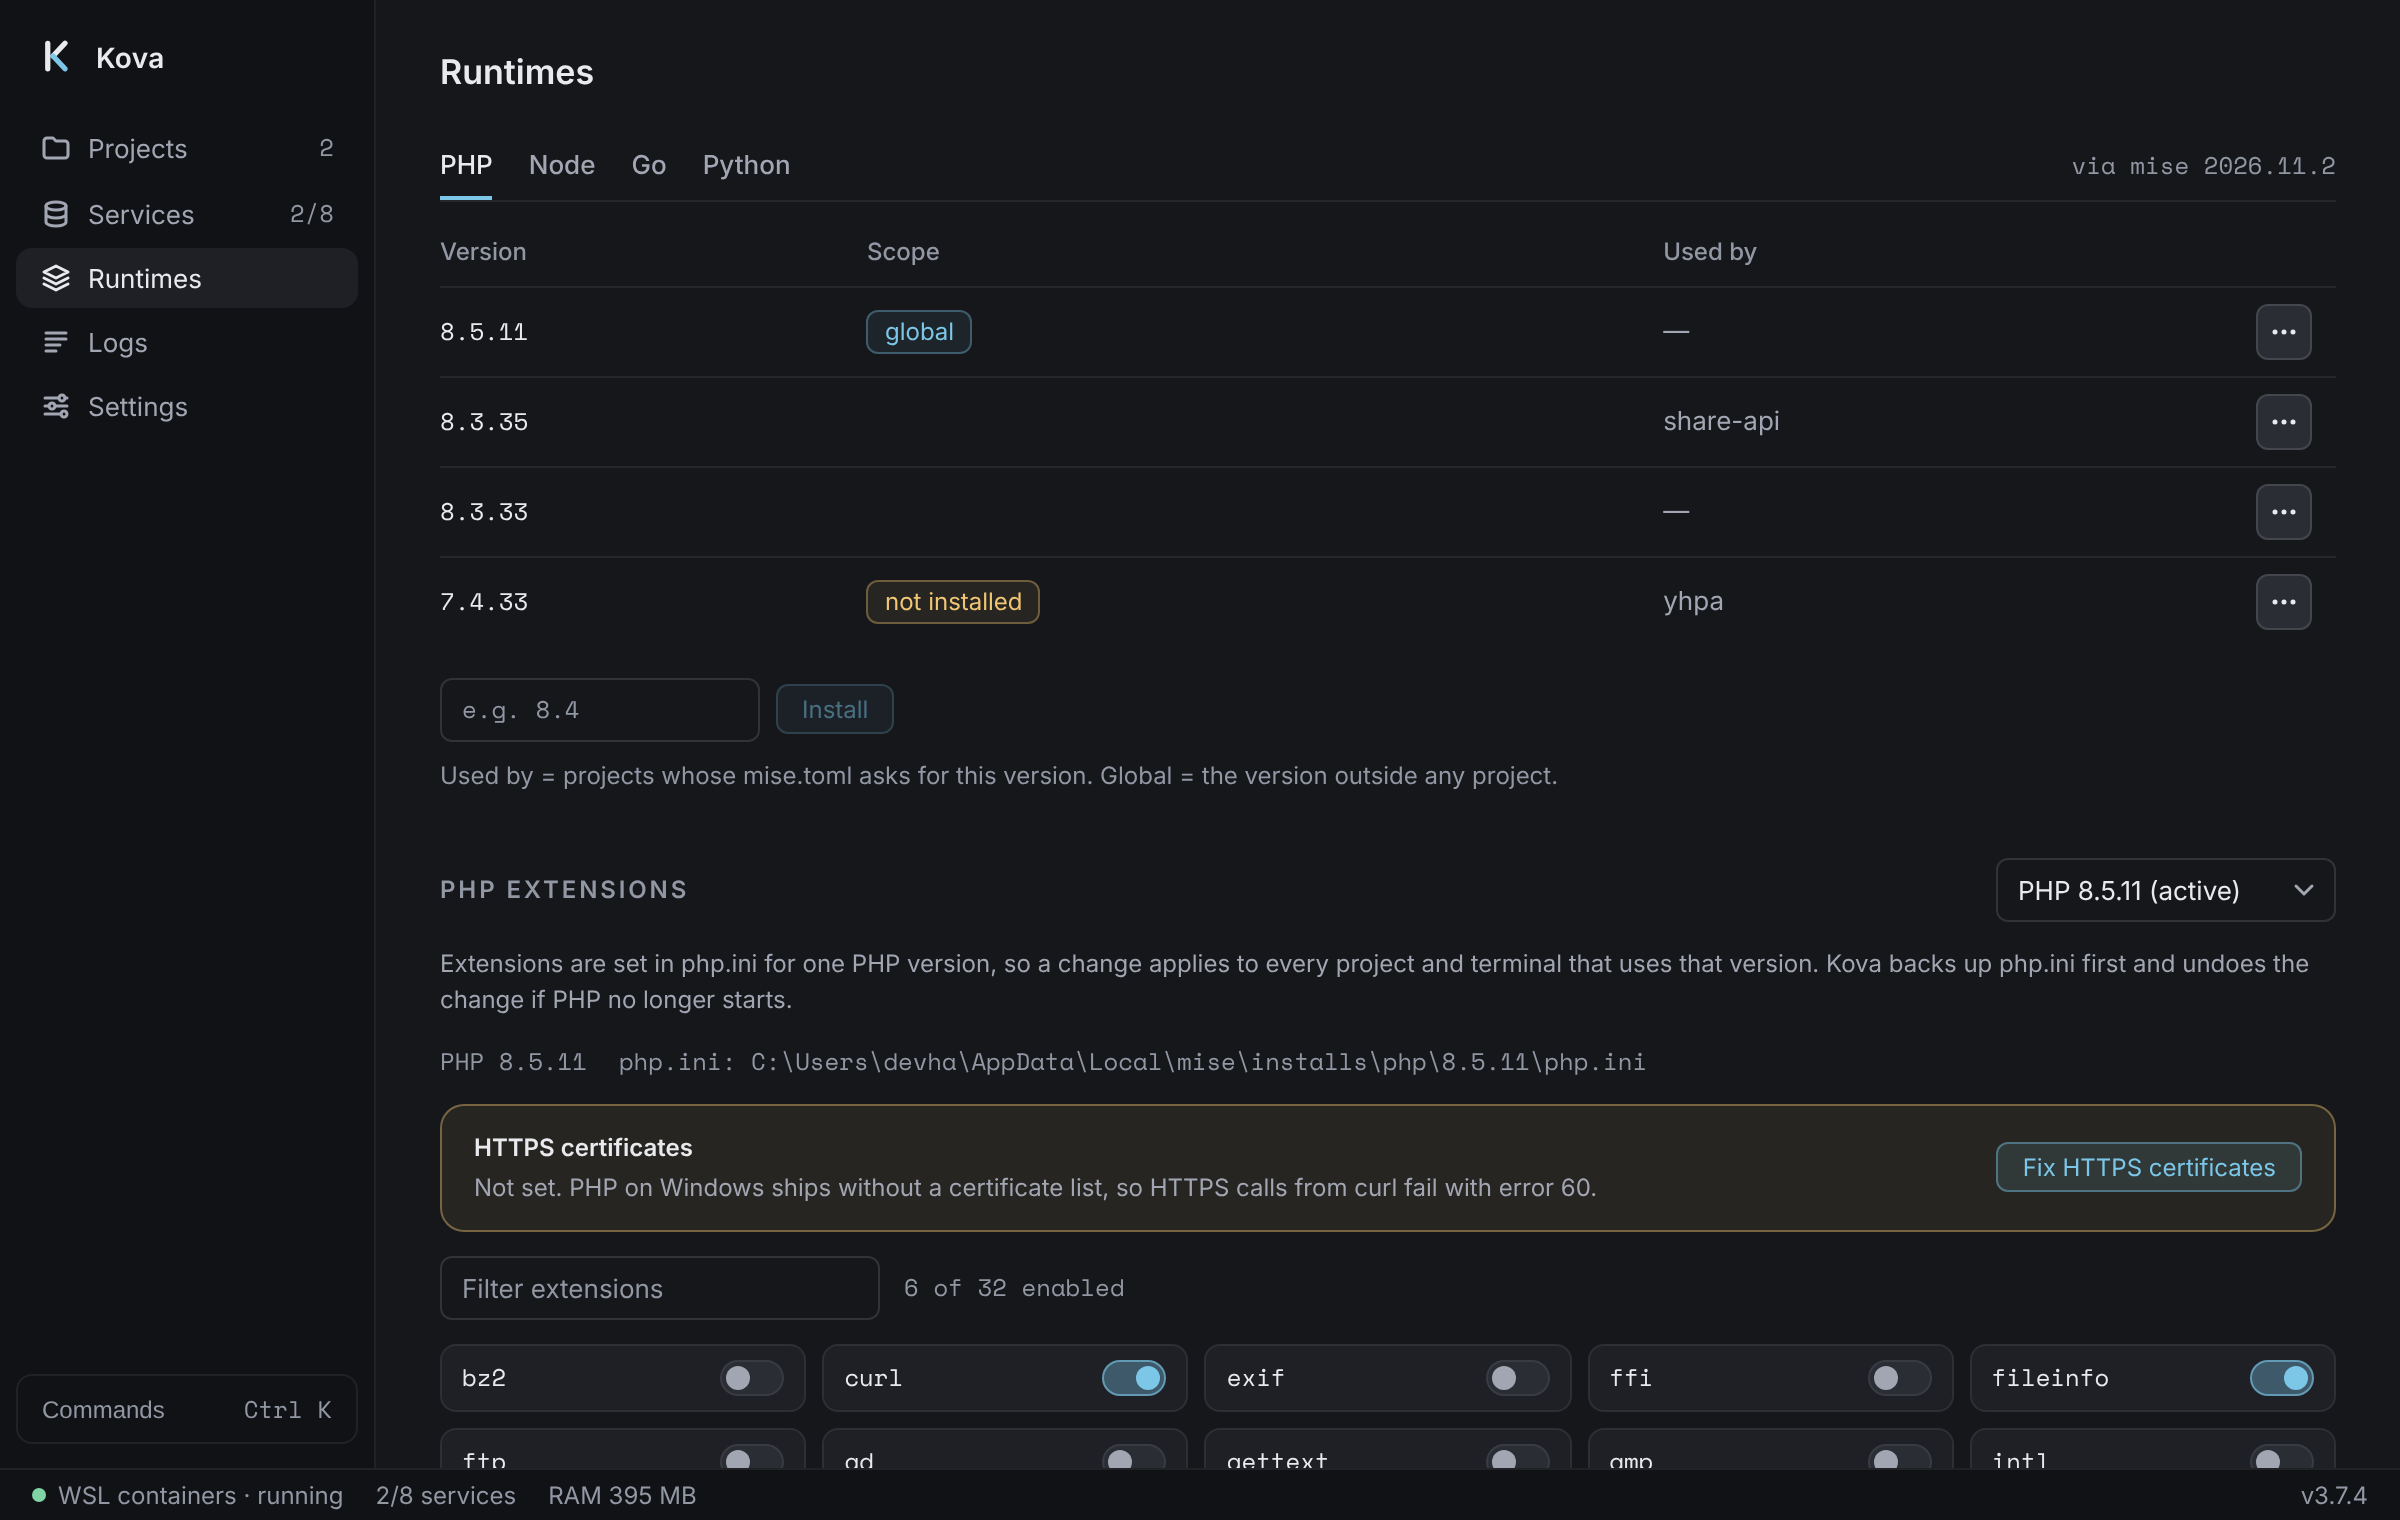 Kova
Projects 2
Services 2/8
Runtimes
Logs
Settings
Commands Ctrl K
Runtimes
PHP Node Go Python via mise 2026.11.2
Version Scope Used by
8.5.11 global —
8.3.35 share-api
8.3.33 —
7.4.33 not installed yhpa
e.g. 8.4 Install
Used by = projects whose mise.toml asks for this version. Global = the version outside any project.
PHP EXTENSIONS PHP 8.5.11 (active)
Extensions are set in php.ini for one PHP version, so a change applies to every project and terminal that uses that version. Kova backs up php.ini first and undoes the
change if PHP no longer starts.
PHP 8.5.11 php.ini: C:\Users\devha\AppData\Local\mise\installs\php\8.5.11\php.ini
HTTPS certificates
Not set. PHP on Windows ships without a certificate list, so HTTPS calls from curl fail with error 60.
Fix HTTPS certificates
Filter extensions 6 of 32 enabled
bz2 curl exif ffi fileinfo
ftp gd gettext gmp intl
WSL containers · running 2/8 services RAM 395 MB v3.7.4